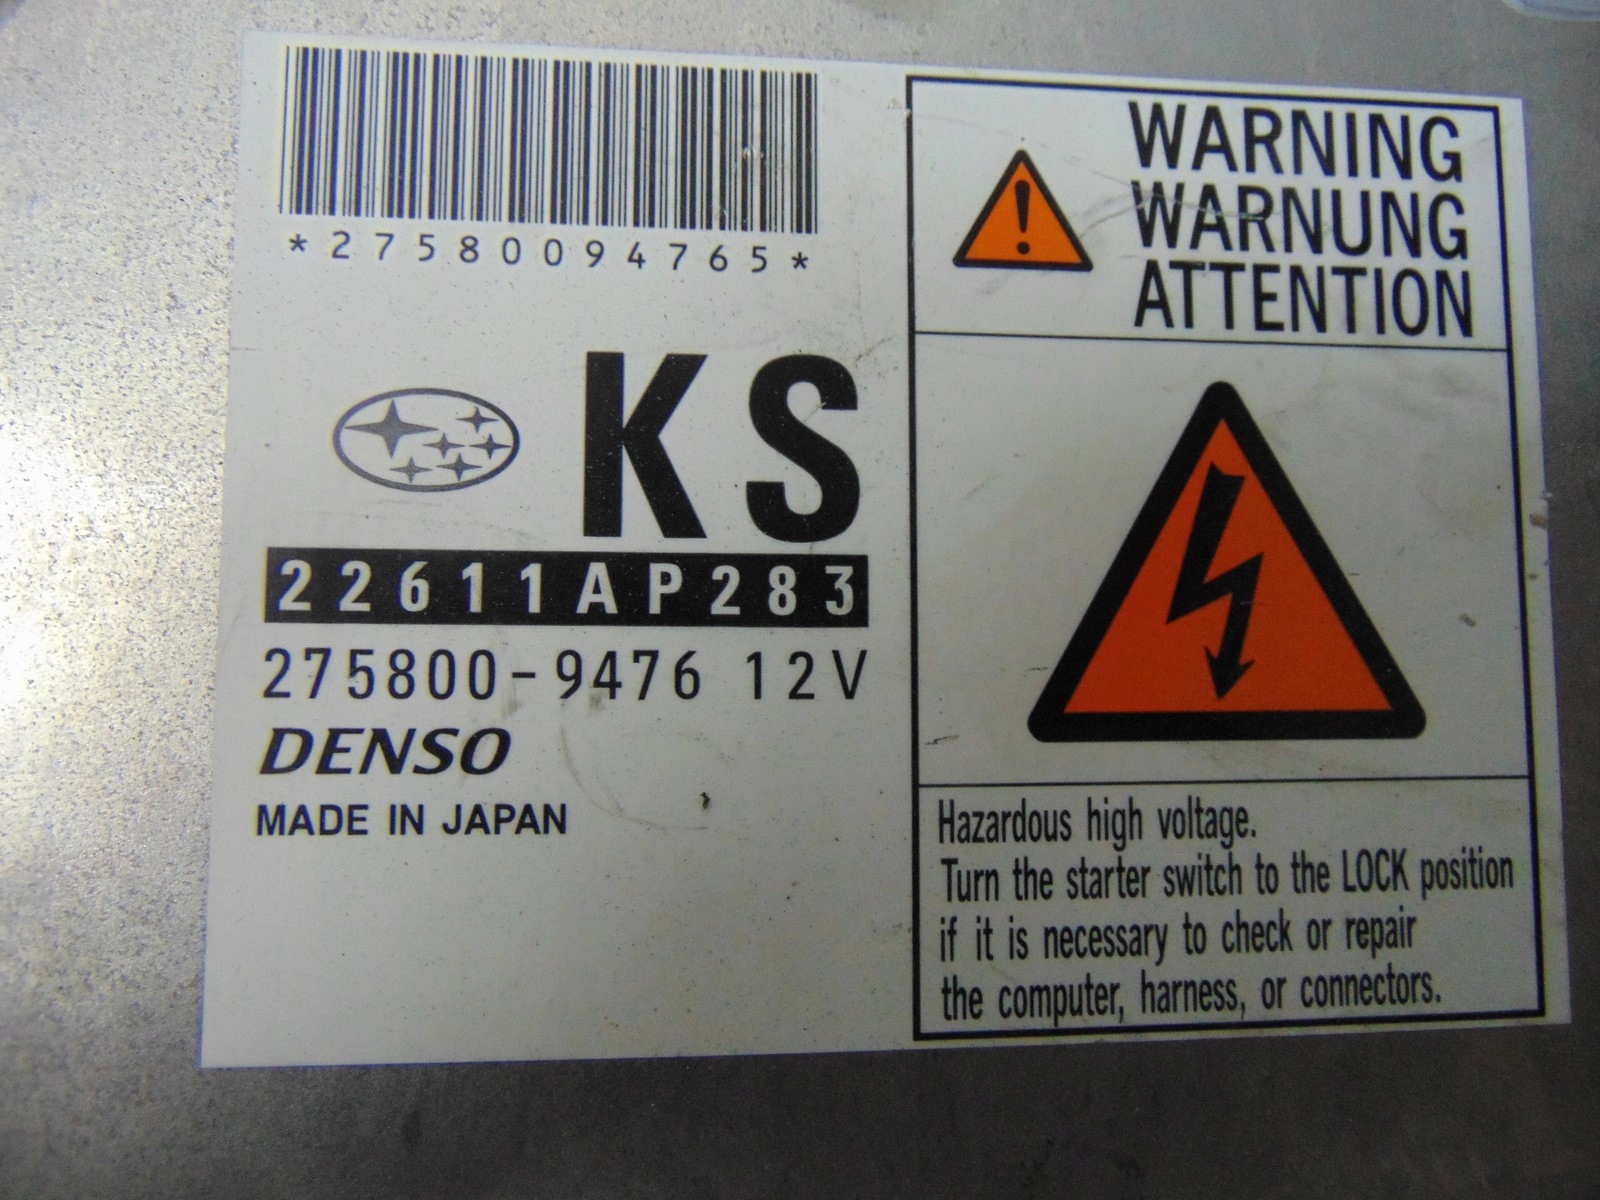 *27580094765*
KS
22611AP283
275800-9476 12V
DENSO
MADE IN JAPAN
WARNING
WARNUNG
ATTENTION
Hazardous high voltage.
Turn the starter switch to the LOCK position
if it is necessary to check or repair
the computer, harness, or connectors.